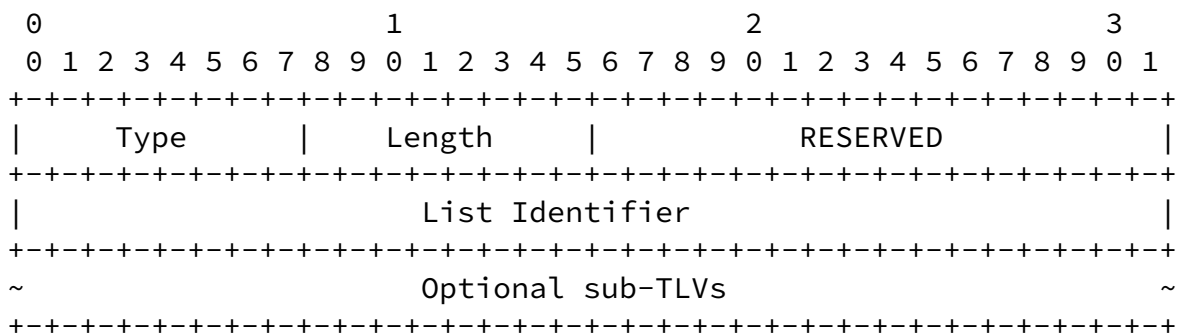 0                   1                   2                   3
 0 1 2 3 4 5 6 7 8 9 0 1 2 3 4 5 6 7 8 9 0 1 2 3 4 5 6 7 8 9 0 1
+-+-+-+-+-+-+-+-+-+-+-+-+-+-+-+-+-+-+-+-+-+-+-+-+-+-+-+-+-+-+-+-+
|     Type      |    Length     |           RESERVED            |
+-+-+-+-+-+-+-+-+-+-+-+-+-+-+-+-+-+-+-+-+-+-+-+-+-+-+-+-+-+-+-+-+
|                      List Identifier                          |
+-+-+-+-+-+-+-+-+-+-+-+-+-+-+-+-+-+-+-+-+-+-+-+-+-+-+-+-+-+-+-+-+
~                      Optional sub-TLVs                        ~
+-+-+-+-+-+-+-+-+-+-+-+-+-+-+-+-+-+-+-+-+-+-+-+-+-+-+-+-+-+-+-+-+